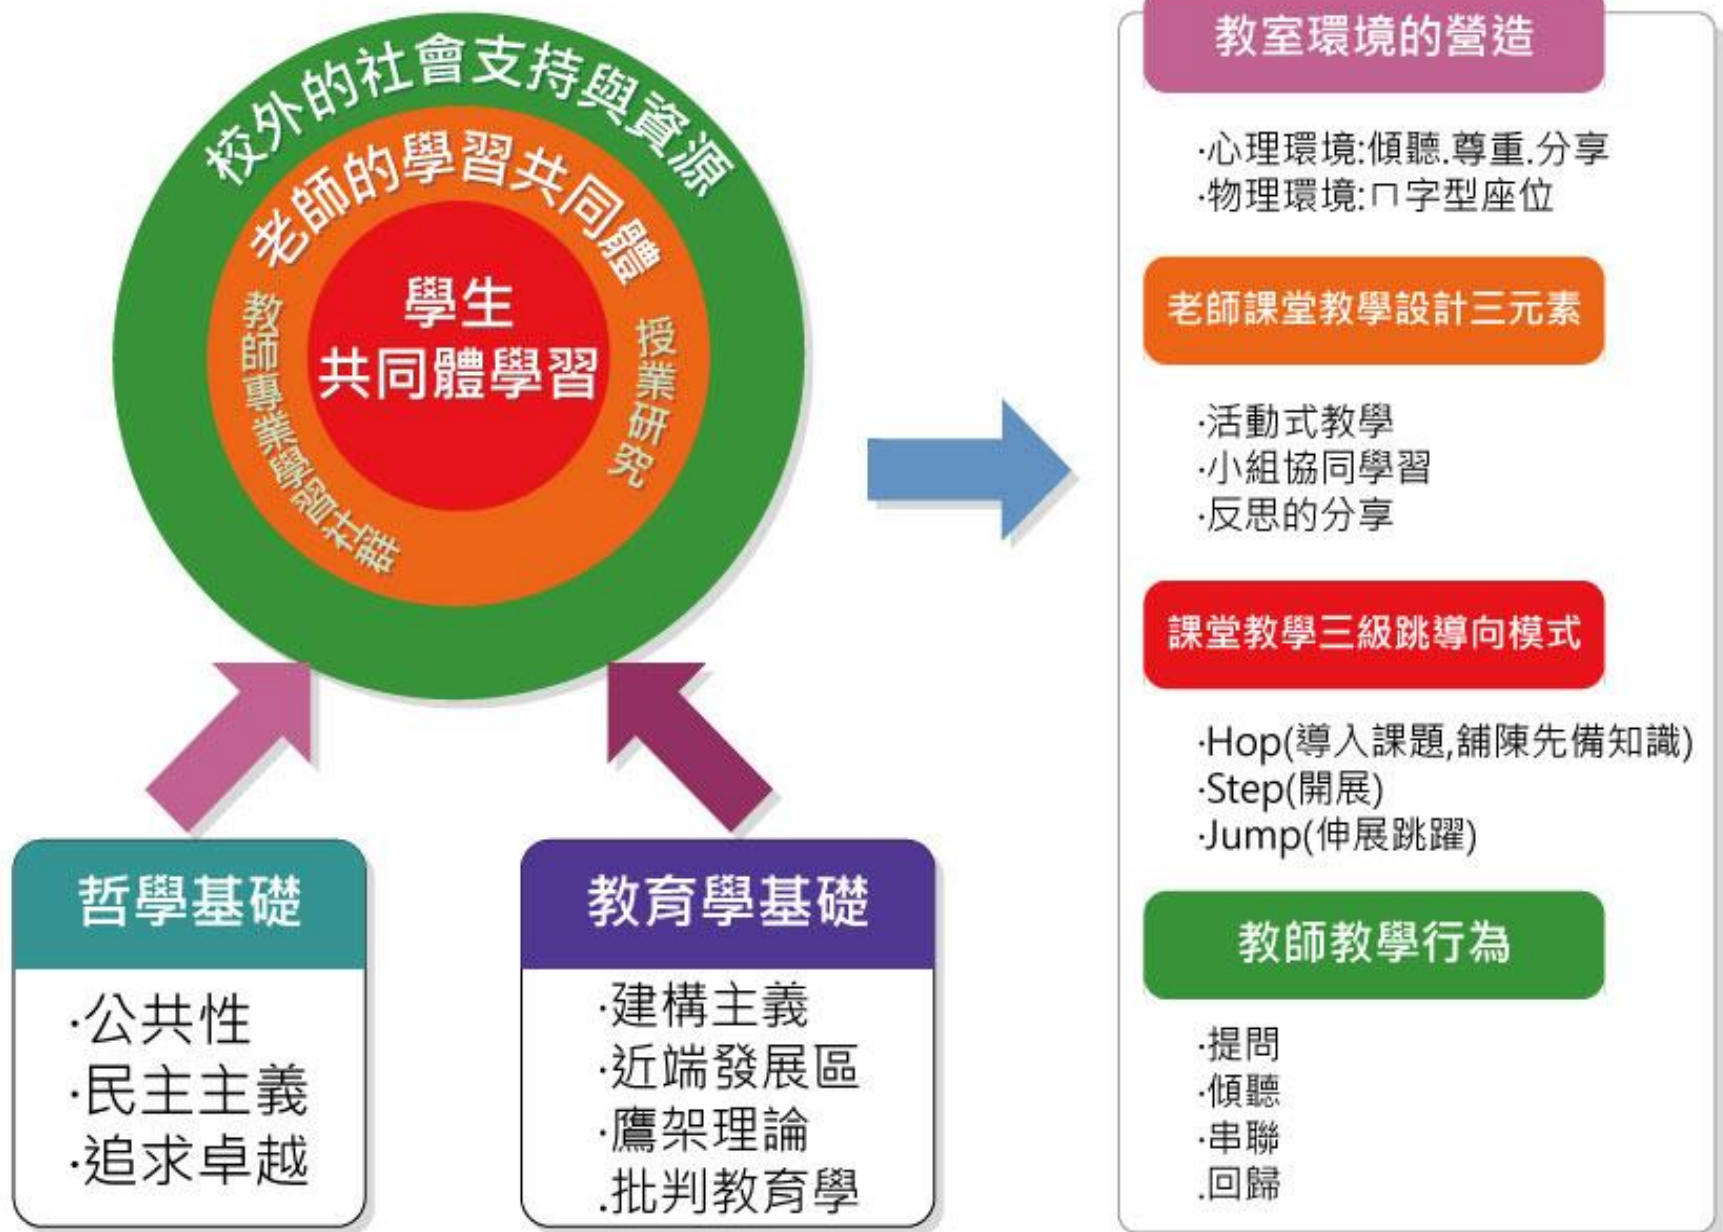 校外的社會支持與資源
老師的學習共同體
教師專業學習社群
學生
共同體學習
授業研究
哲學基礎
·公共性
·民主主義
·追求卓越
教育學基礎
·建構主義
·近端發展區
·鷹架理論
.批判教育學
教室環境的營造
·心理環境:傾聽.尊重.分享
·物理環境:ㄇ字型座位
老師課堂教學設計三元素
·活動式教學
·小組協同學習
·反思的分享
課堂教學三級跳導向模式
·Hop(導入課題,舖陳先備知識)
·Step(開展)
·Jump(伸展跳躍)
教師教學行為
·提問
·傾聽
·串聯
.回歸